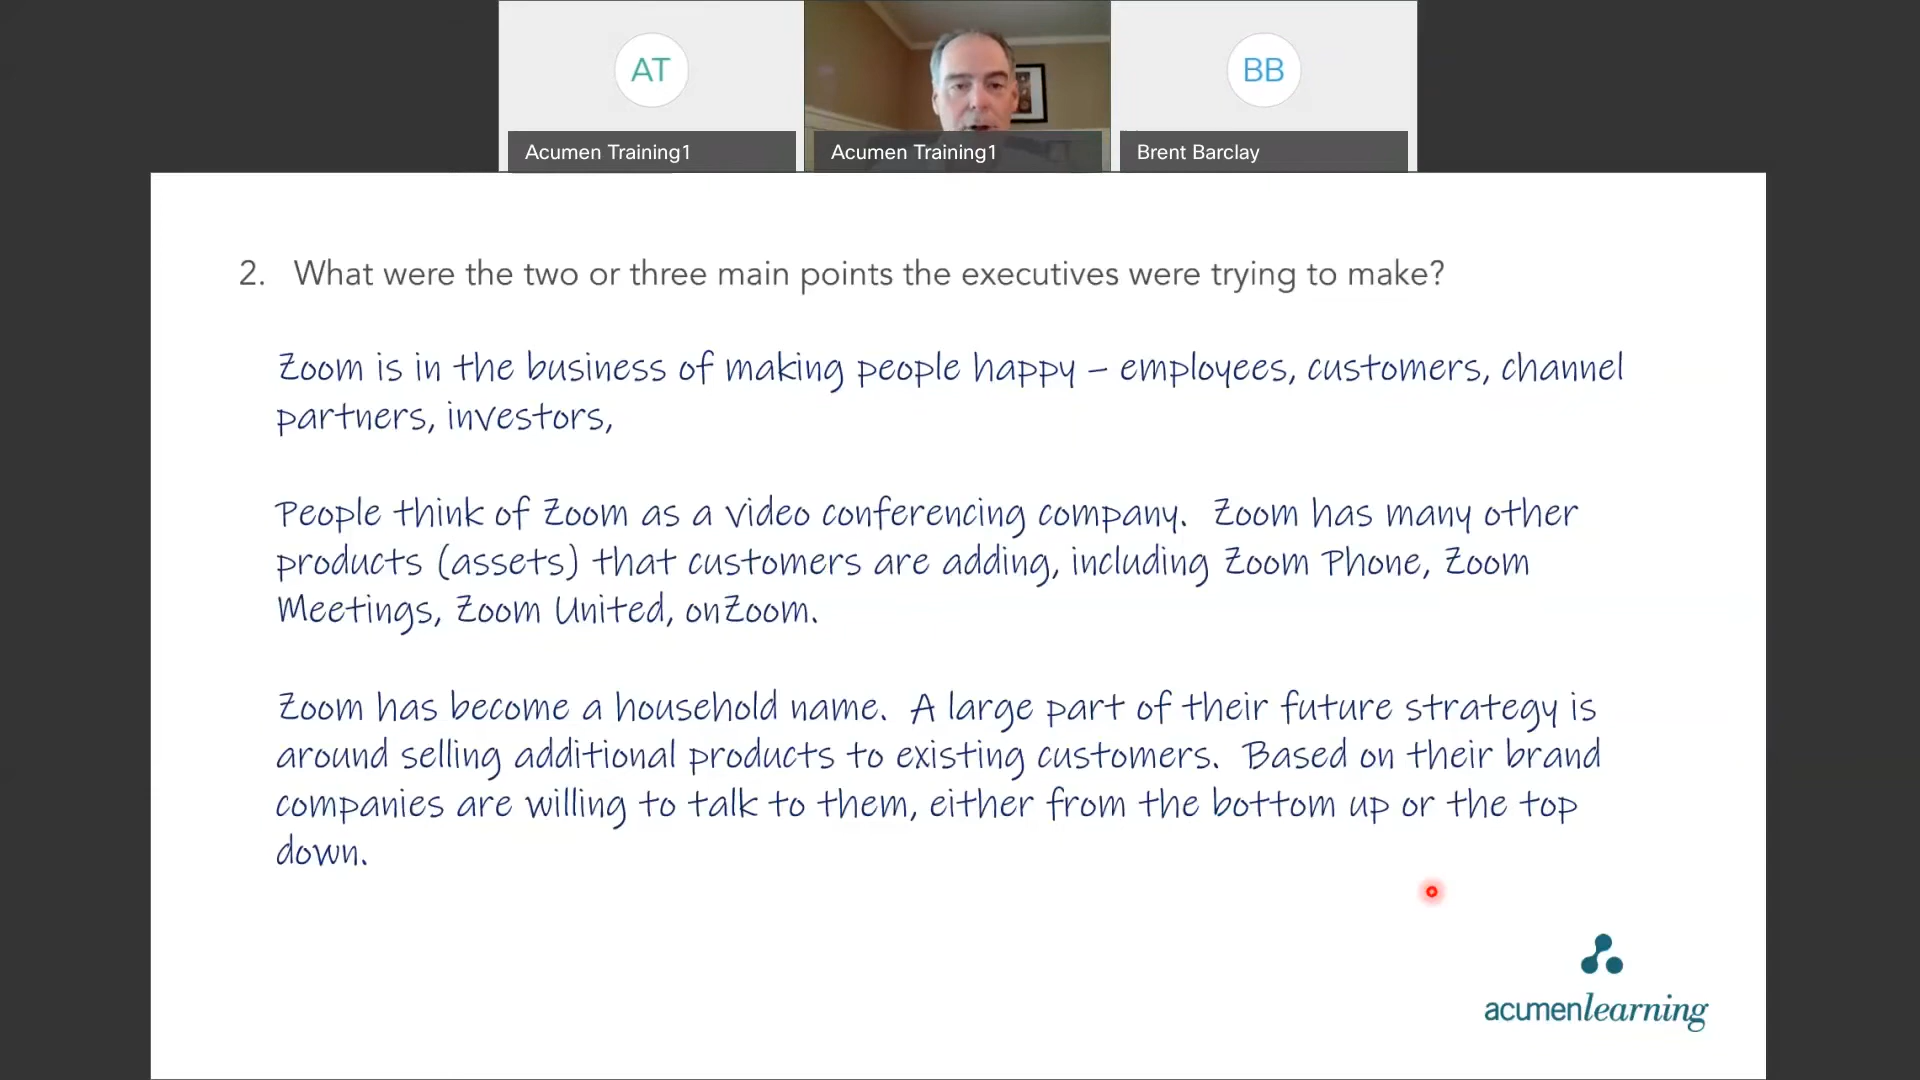 AT
BB
Acumen Training1
Acumen Training1
Brent Barclay
2. What were the two or three main points the executives were trying to make?
Zoom is in the business of making people happy – employees, customers, channel
partners, investors,
People think of Zoom as a video conferencing company. Zoom has many other
products (assets) that customers are adding, including Zoom Phone, Zoom
Meetings, Zoom United, onZoom.
Zoom has become a household name. A large part of their future strategy is
around selling additional products to existing customers. Based on their brand
companies are willing to talk to them, either from the bottom up or the top
down.
acumenlearning